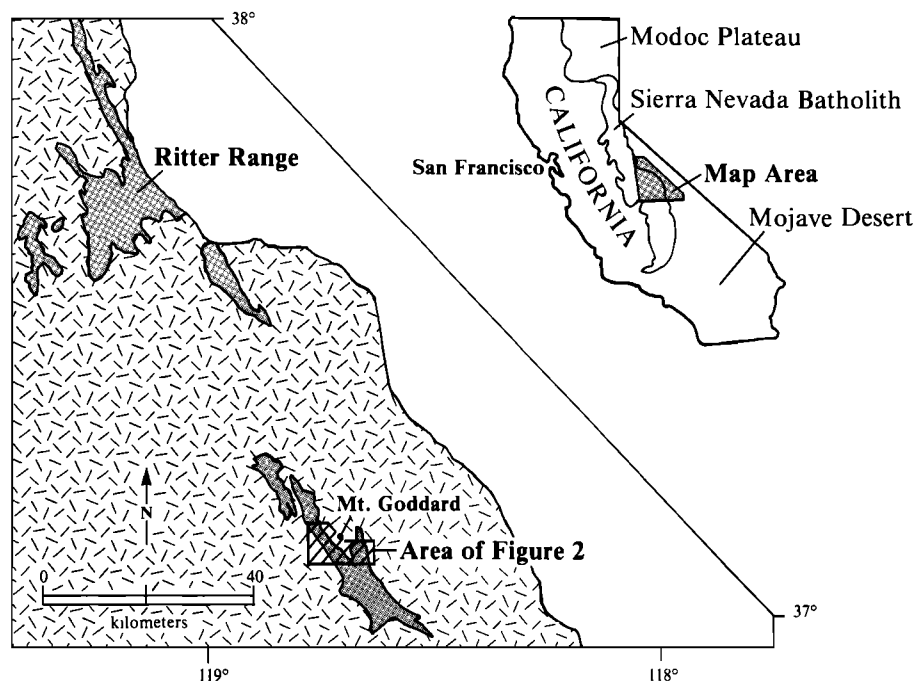 38°
Ritter Range
Mt. Goddard
Area of Figure 2
N
0 40
kilometers
37°
119°
118°
Modoc Plateau
Sierra Nevada Batholith
CALIFORNIA
San Francisco
Map Area
Mojave Desert